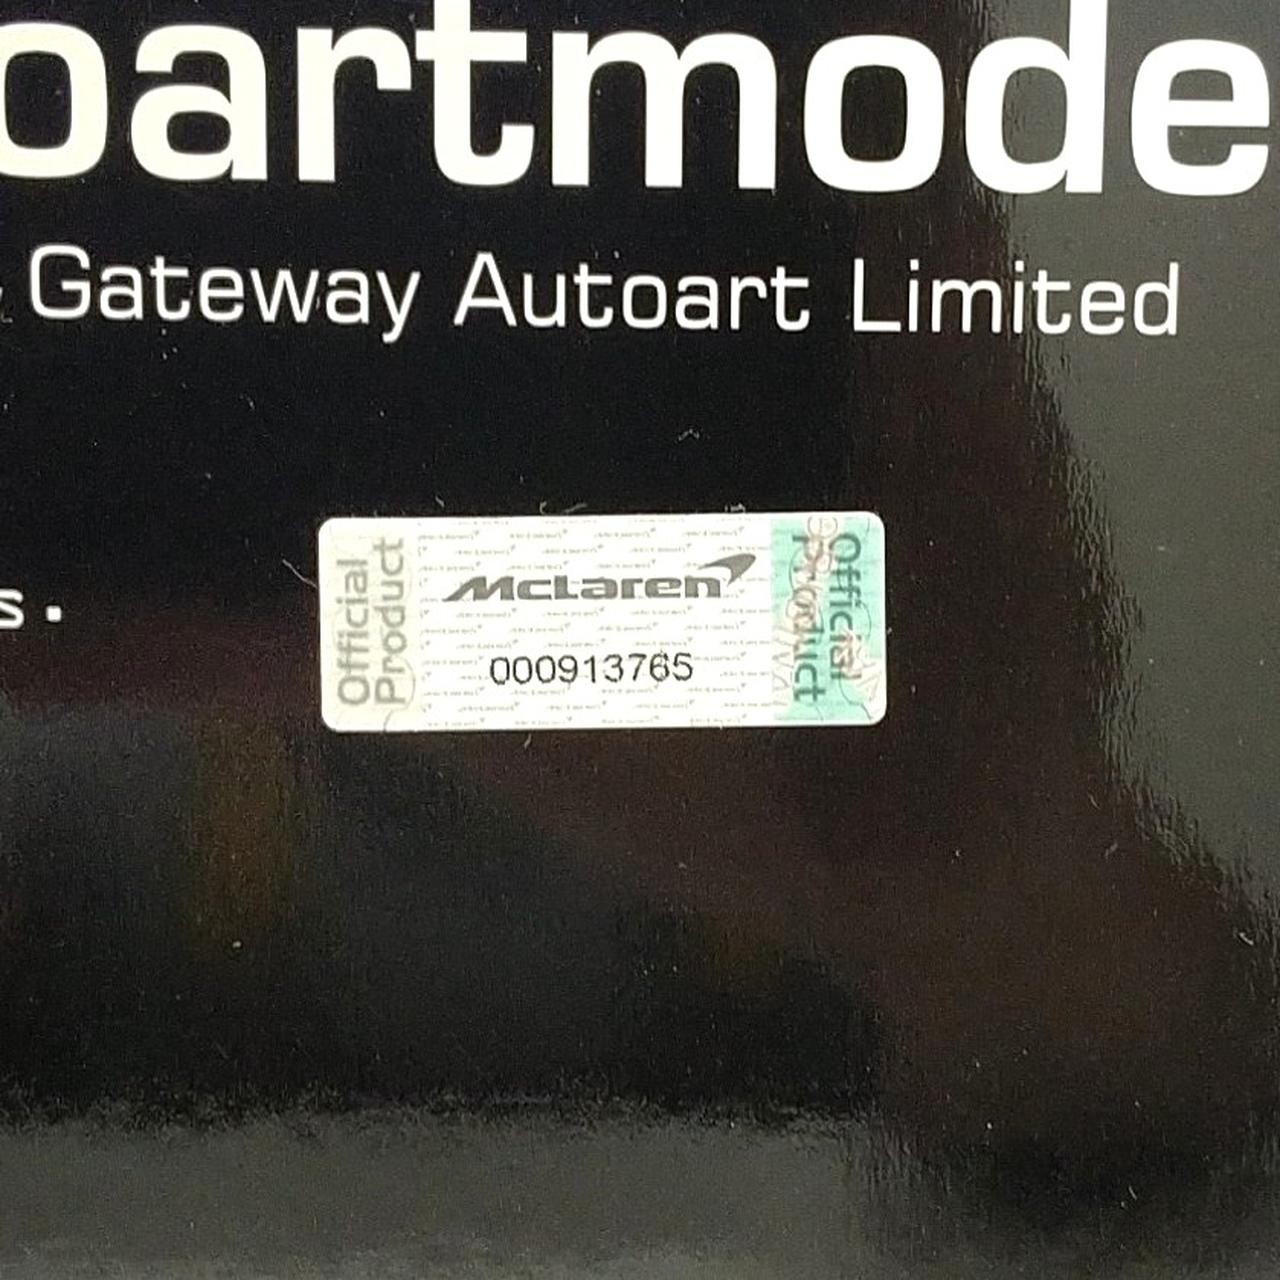 oartmode
Gateway Autoart Limited
s.
Official
Product
McLaren
000913765
Official
Product